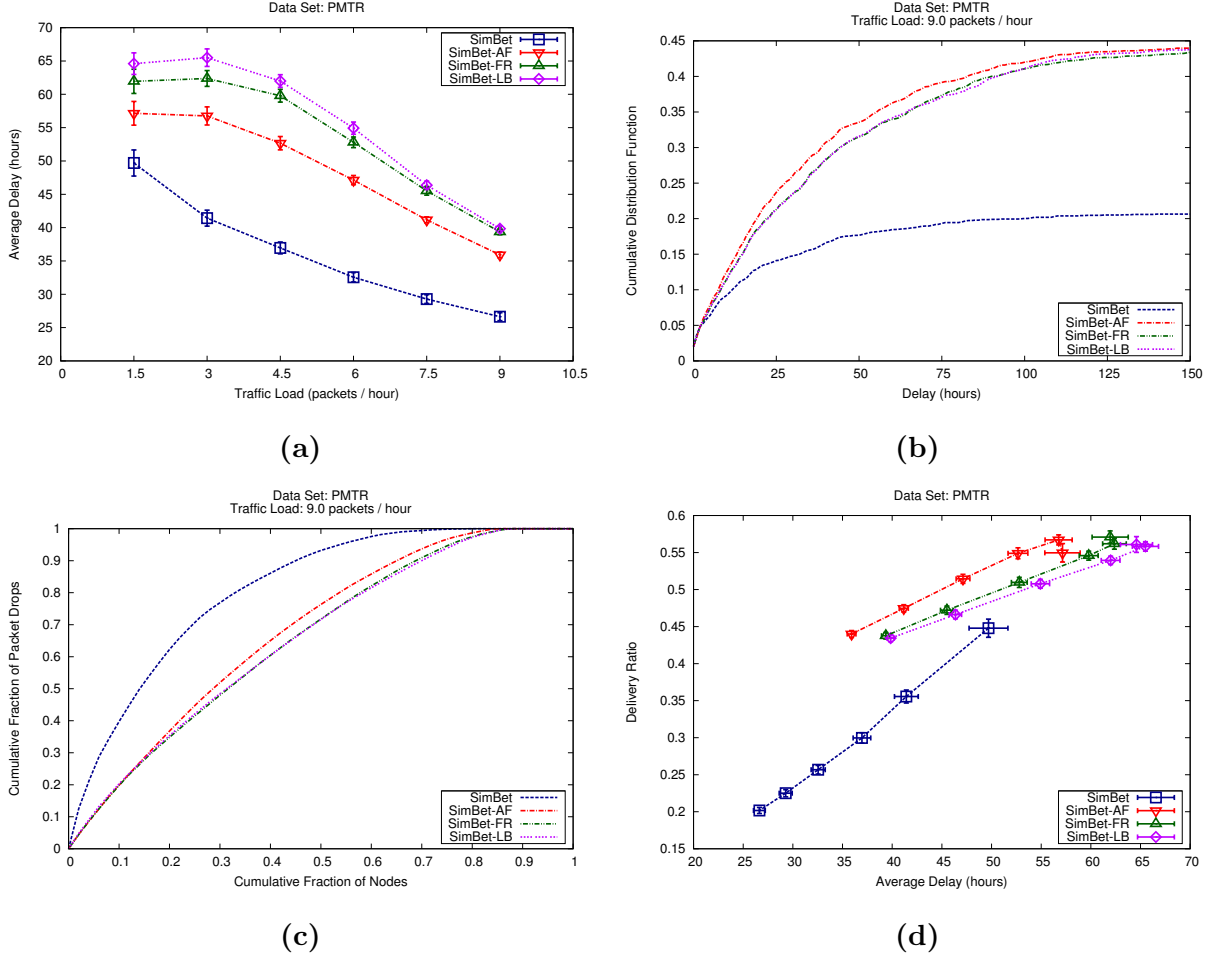 Data Set: PMTR
70
65
60
55
50
45
40
35
30
25
20
Average Delay (hours)
0 1.5 3 4.5 6 7.5 9 10.5
Traffic Load (packets / hour)
SimBet
SimBet-AF
SimBet-FR
SimBet-LB
(a)
Data Set: PMTR
Traffic Load: 9.0 packets / hour
0.45
0.4
0.35
0.3
0.25
0.2
0.15
0.1
0.05
0
Cumulative Distribution Function
0 25 50 75 100 125 150
Delay (hours)
SimBet
SimBet-AF
SimBet-FR
SimBet-LB
(b)
Data Set: PMTR
Traffic Load: 9.0 packets / hour
1
0.9
0.8
0.7
0.6
0.5
0.4
0.3
0.2
0.1
0
Cumulative Fraction of Packet Drops
0 0.1 0.2 0.3 0.4 0.5 0.6 0.7 0.8 0.9 1
Cumulative Fraction of Nodes
SimBet
SimBet-AF
SimBet-FR
SimBet-LB
(c)
Data Set: PMTR
0.6
0.55
0.5
0.45
0.4
0.35
0.3
0.25
0.2
0.15
Delivery Ratio
20 25 30 35 40 45 50 55 60 65 70
Average Delay (hours)
SimBet
SimBet-AF
SimBet-FR
SimBet-LB
(d)